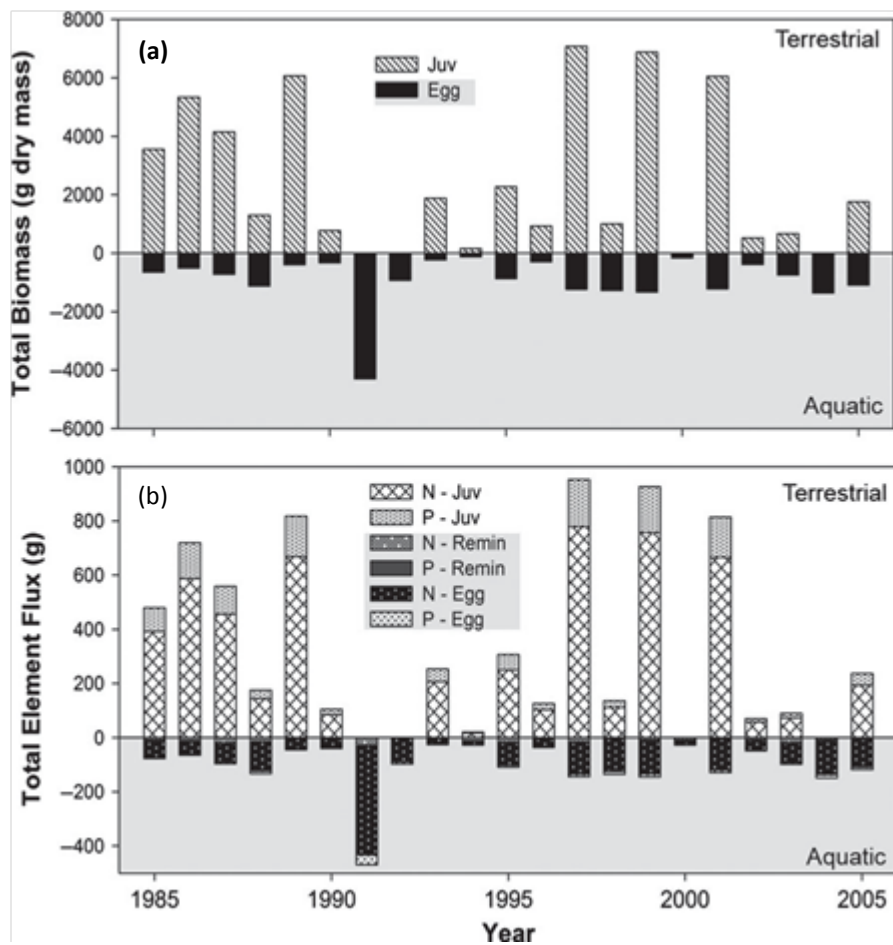 (a)
Terrestrial
Juv
Egg
8000
6000
4000
2000
0
–2000
–4000
–6000
Total Biomass (g dry mass)
Aquatic
(b)
Terrestrial
N - Juv
P - Juv
N - Remin
P - Remin
N - Egg
P - Egg
1000
800
600
400
200
0
–200
–400
Total Element Flux (g)
Aquatic
1985 1990 1995 2000 2005
Year